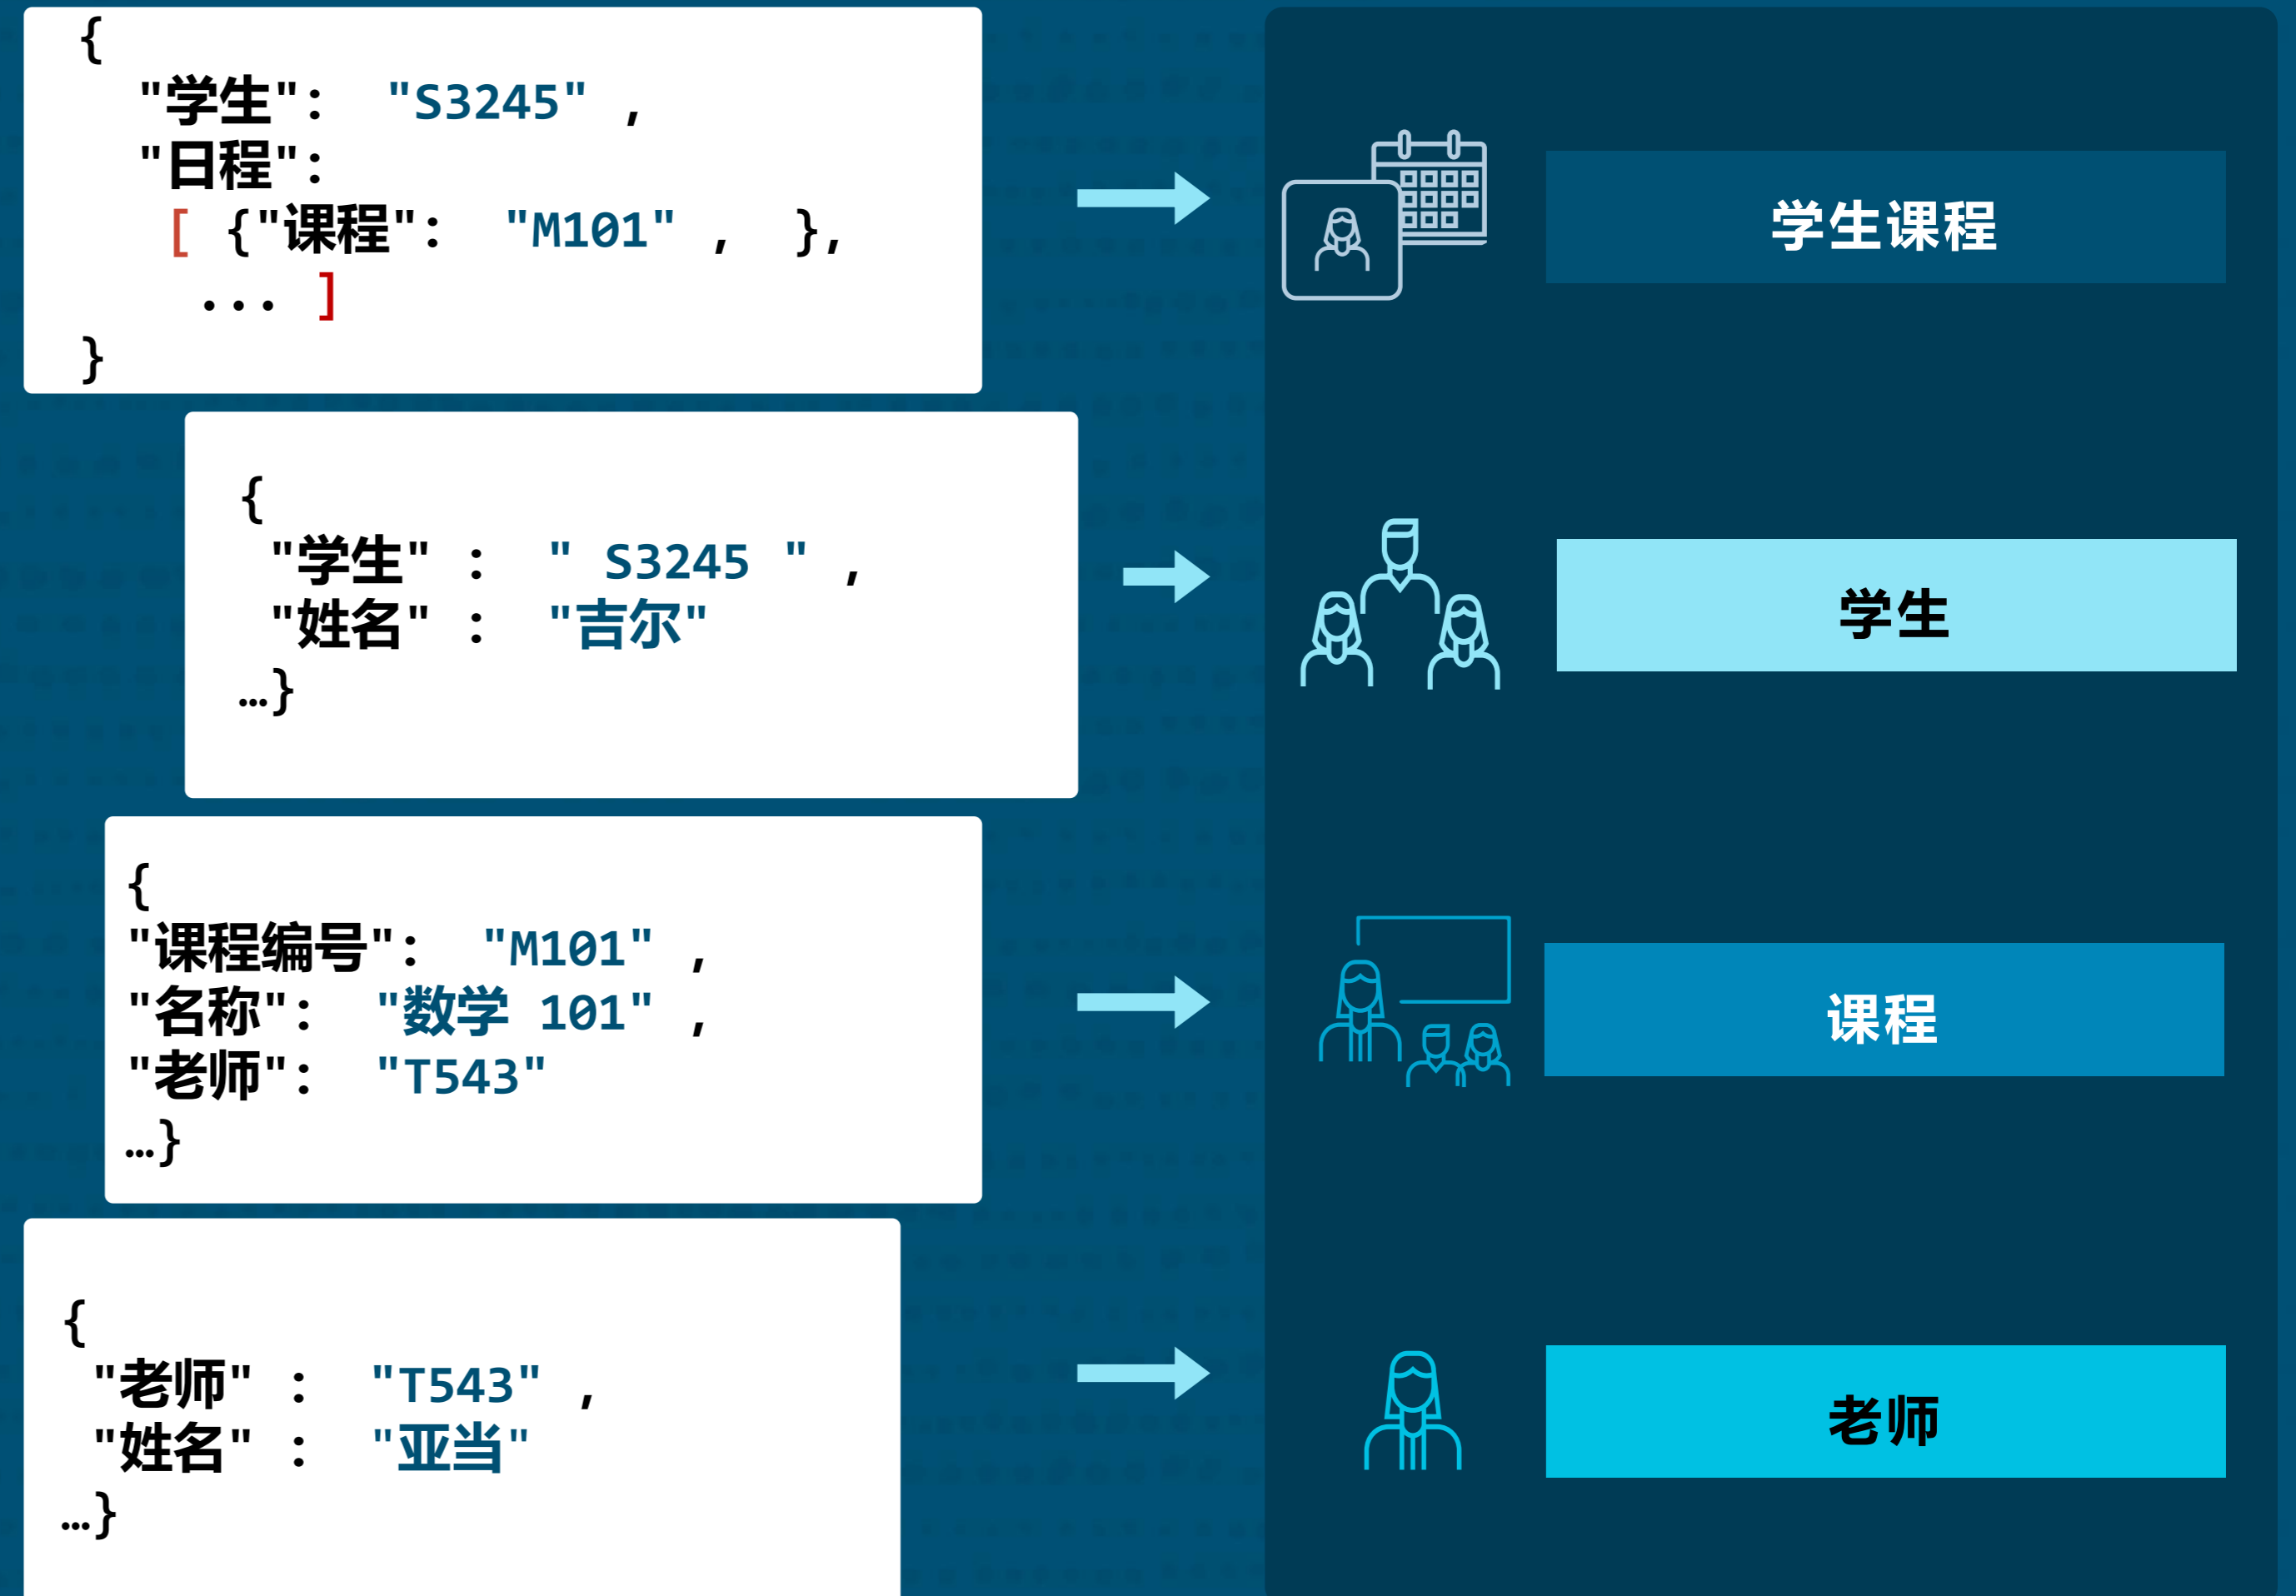 {
"学生": "S3245" ,
"日程":
[ {"课程": "M101" , },
... ]
}
学生课程
{
"学生" : " S3245 " ,
"姓名" : "吉尔"
…}
学生
{
"课程编号": "M101" ,
"名称": "数学 101" ,
"老师": "T543"
…}
课程
{
"老师" : "T543" ,
"姓名" : "亚当"
…}
老师